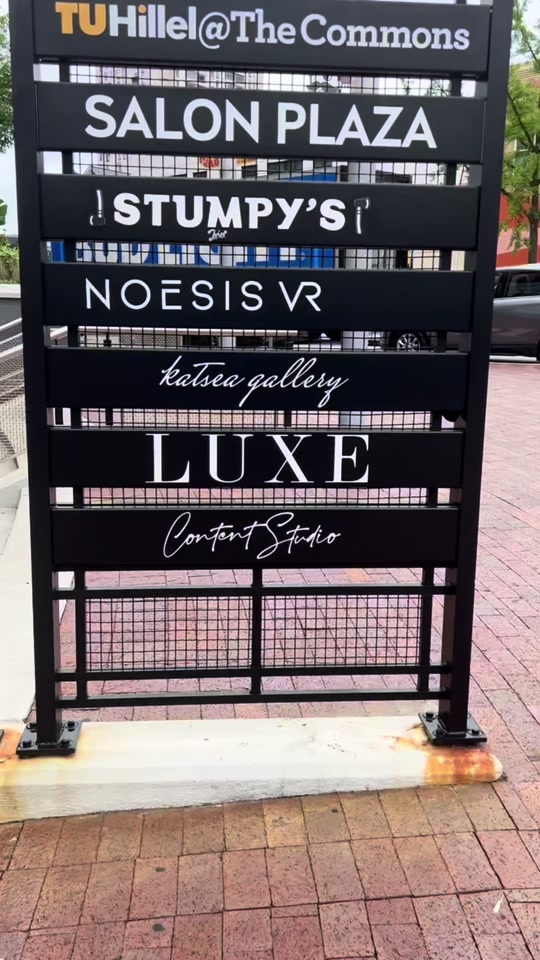 TUHillel@The Commons
SALON PLAZA
STUMPY'S
NOESIS VR
katsea gallery
LUXE
Content Studio